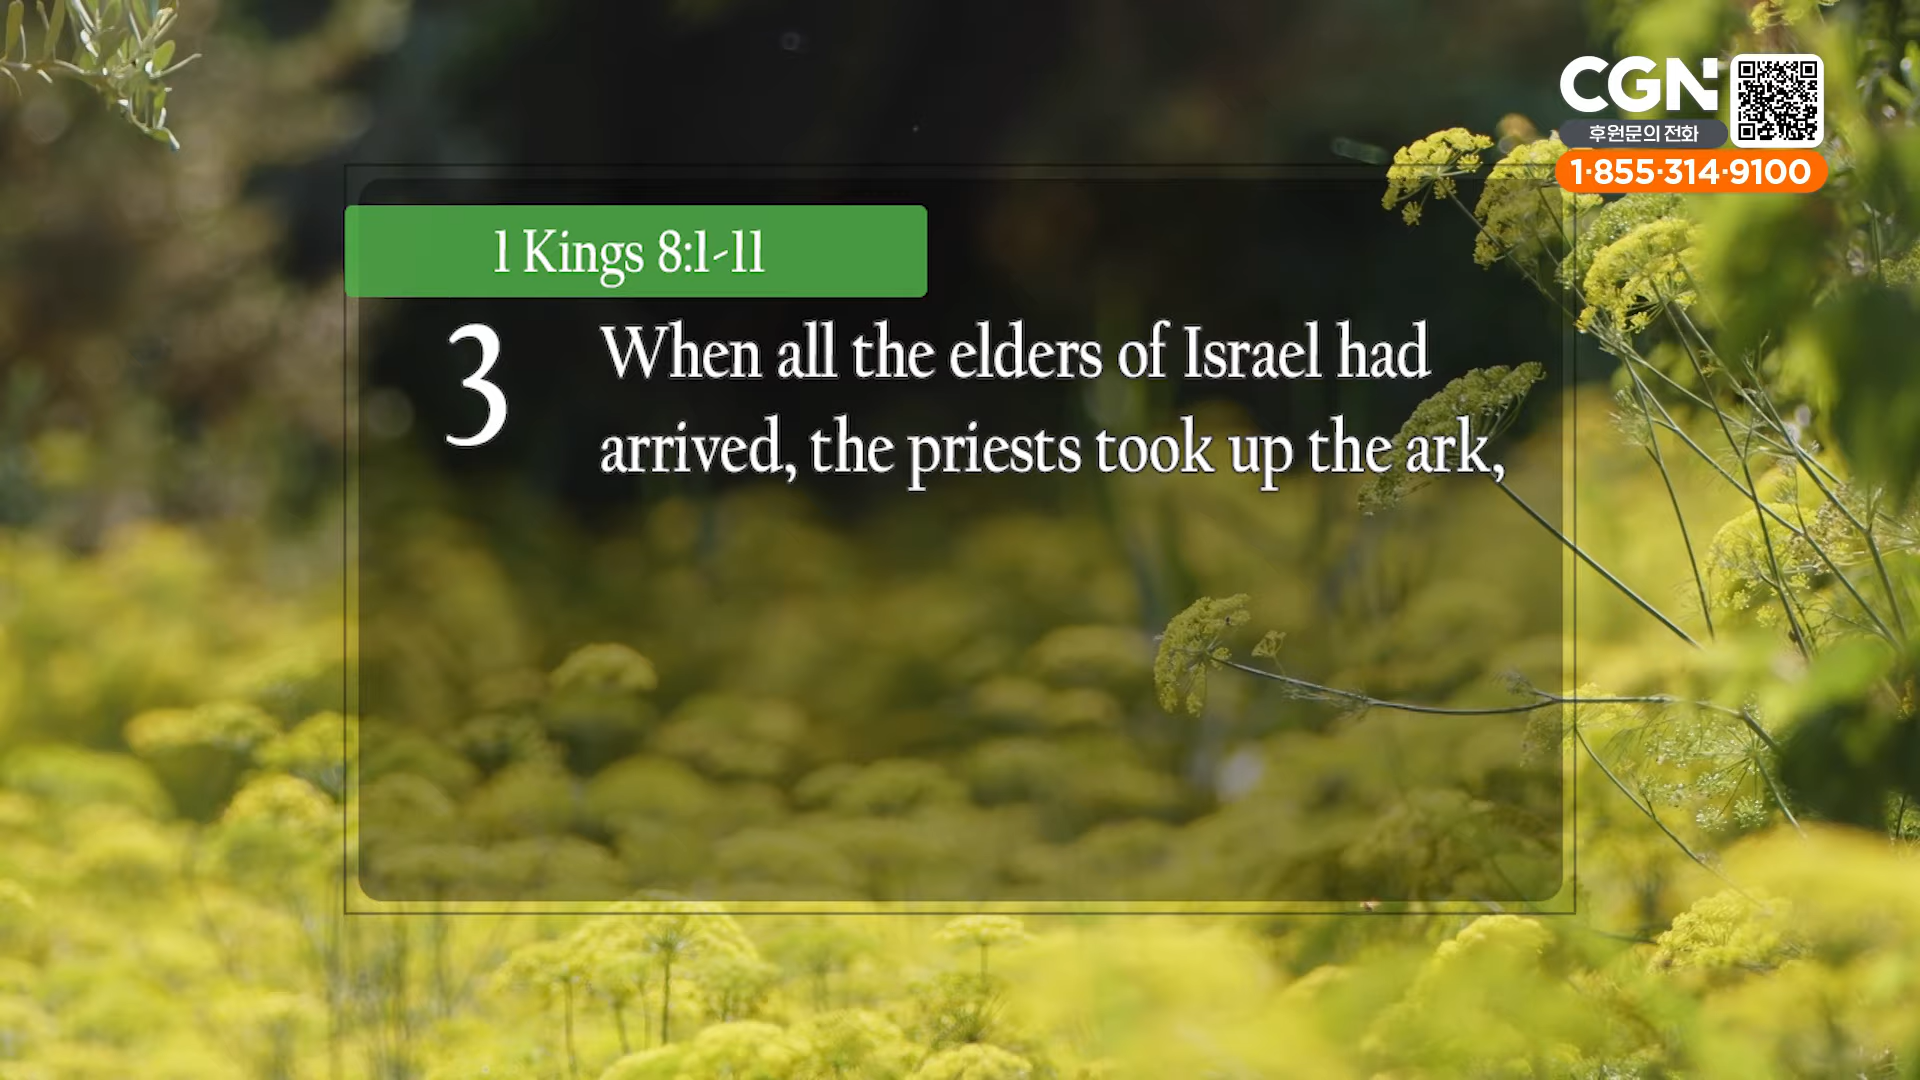 CGN
후원문의 전화
1·855·314·9100
1 Kings 8:1-11
3 When all the elders of Israel had
arrived, the priests took up the ark,